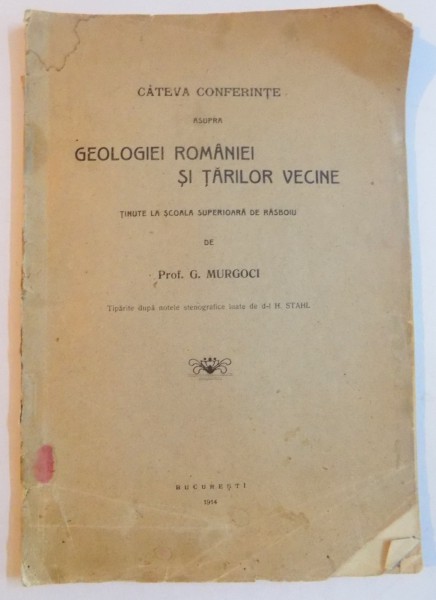 CÂTEVA CONFERINȚE
ASUPRA
GEOLOGIEI ROMÂNIEI
ȘI ȚĂRILOR VECINE
ȚINUTE LA ȘCOALA SUPERIOARĂ DE RĂSBOIU
DE
Prof. G. MURGOCI
Tipărite după notele stenografice luate de d-l H. STAHL
BUCUREȘTI
1914